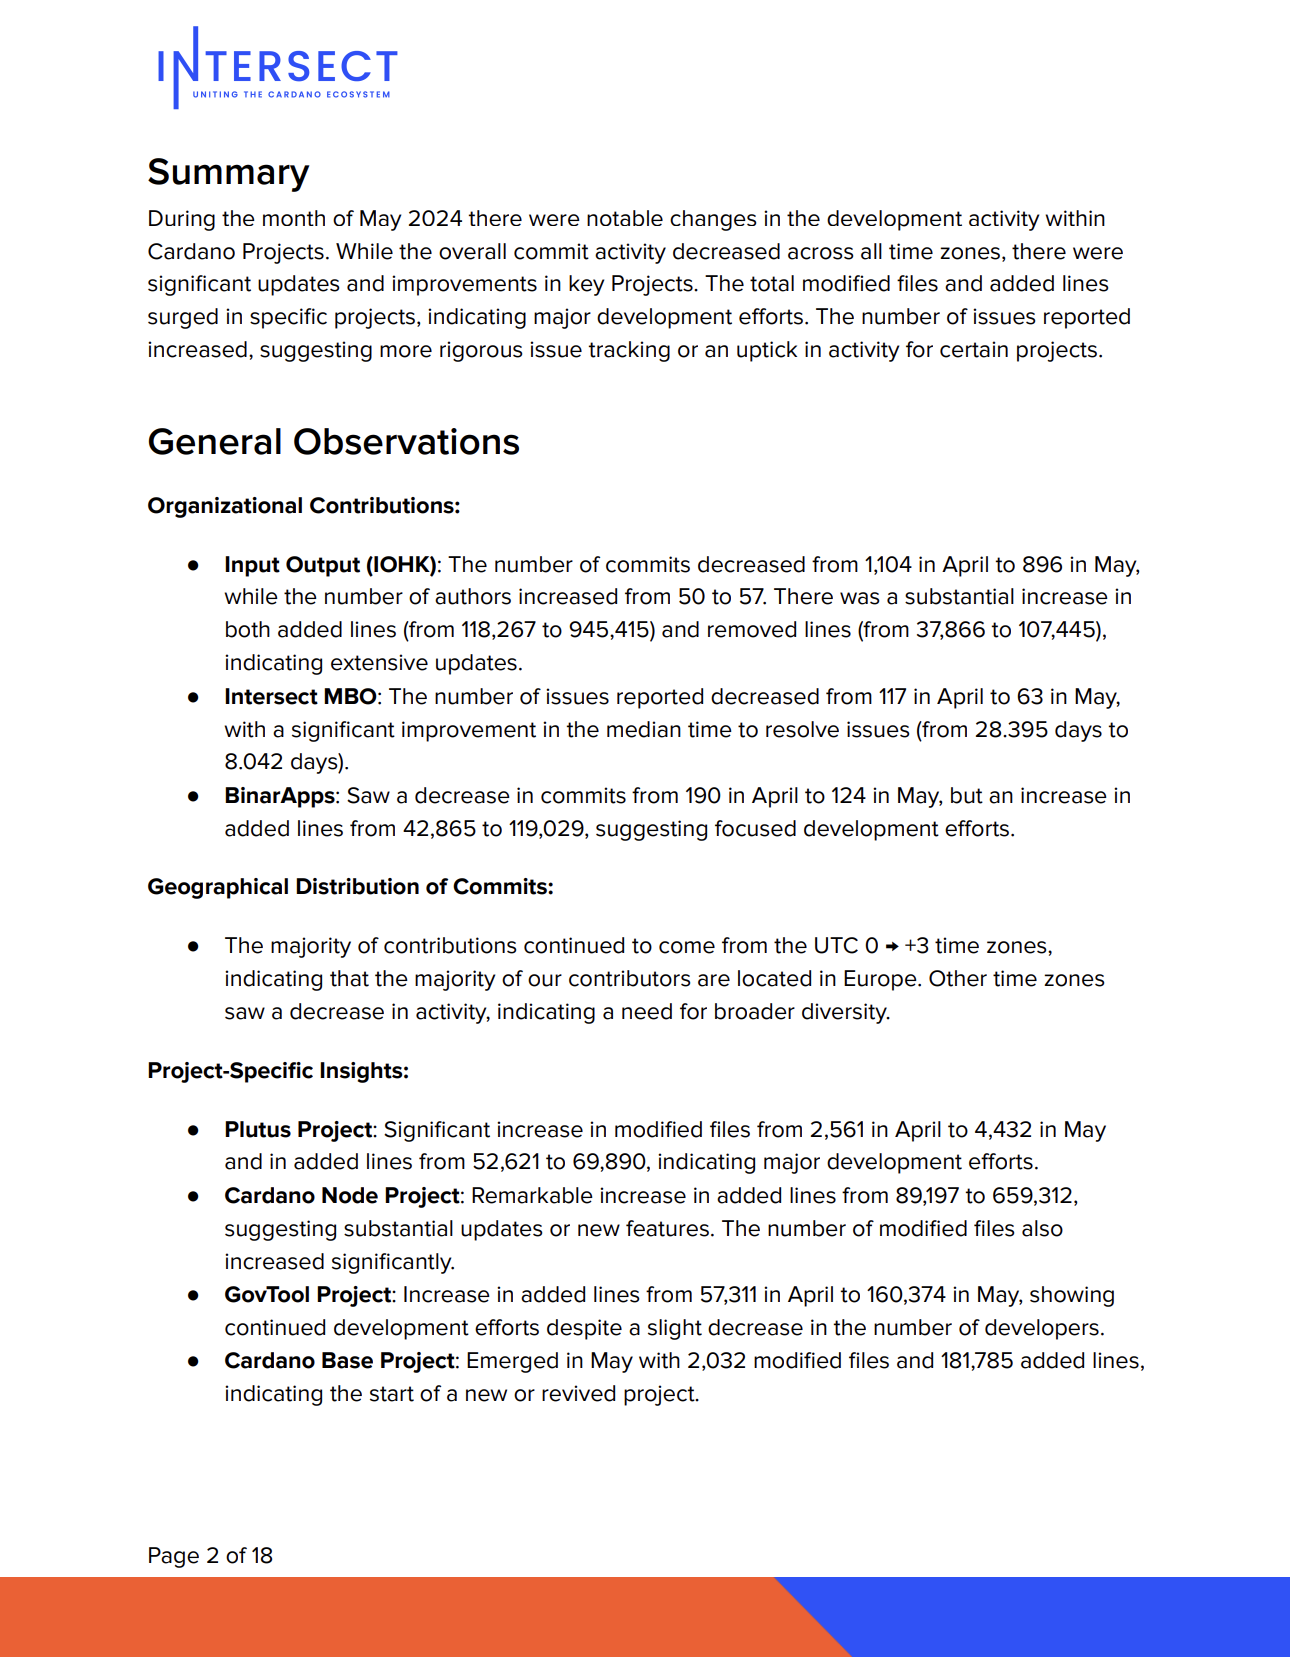 INTERSECT
UNITING THE CARDANO ECOSYSTEM
Summary
During the month of May 2024 there were notable changes in the development activity within
Cardano Projects. While the overall commit activity decreased across all time zones, there were
significant updates and improvements in key Projects. The total modified files and added lines
surged in specific projects, indicating major development efforts. The number of issues reported
increased, suggesting more rigorous issue tracking or an uptick in activity for certain projects.
General Observations
Organizational Contributions:
● Input Output (IOHK): The number of commits decreased from 1,104 in April to 896 in May,
while the number of authors increased from 50 to 57. There was a substantial increase in
both added lines (from 118,267 to 945,415) and removed lines (from 37,866 to 107,445),
indicating extensive updates.
● Intersect MBO: The number of issues reported decreased from 117 in April to 63 in May,
with a significant improvement in the median time to resolve issues (from 28.395 days to
8.042 days).
● BinarApps: Saw a decrease in commits from 190 in April to 124 in May, but an increase in
added lines from 42,865 to 119,029, suggesting focused development efforts.
Geographical Distribution of Commits:
● The majority of contributions continued to come from the UTC 0 → +3 time zones,
indicating that the majority of our contributors are located in Europe. Other time zones
saw a decrease in activity, indicating a need for broader diversity.
Project-Specific Insights:
● Plutus Project: Significant increase in modified files from 2,561 in April to 4,432 in May
and in added lines from 52,621 to 69,890, indicating major development efforts.
● Cardano Node Project: Remarkable increase in added lines from 89,197 to 659,312,
suggesting substantial updates or new features. The number of modified files also
increased significantly.
● GovTool Project: Increase in added lines from 57,311 in April to 160,374 in May, showing
continued development efforts despite a slight decrease in the number of developers.
● Cardano Base Project: Emerged in May with 2,032 modified files and 181,785 added lines,
indicating the start of a new or revived project.
Page 2 of 18